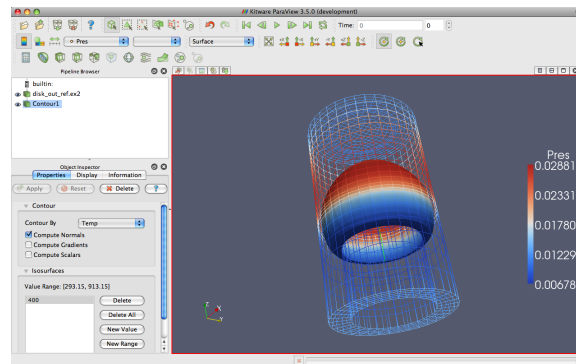 Kitware ParaView 3.5.0 (development)
? Time: 0 0
Pres Surface
Pipeline Browser
builtin:
disk_out_ref.ex2
Contour1
Object Inspector
Properties Display Information
Apply Reset Delete ?
Contour
Contour By Temp
Compute Normals
Compute Gradients
Compute Scalars
Isosurfaces
Value Range: [293.15, 913.15]
400
Delete
Delete All
New Value
New Range
Pres
0.02881
0.02331
0.01780
0.01229
0.00678